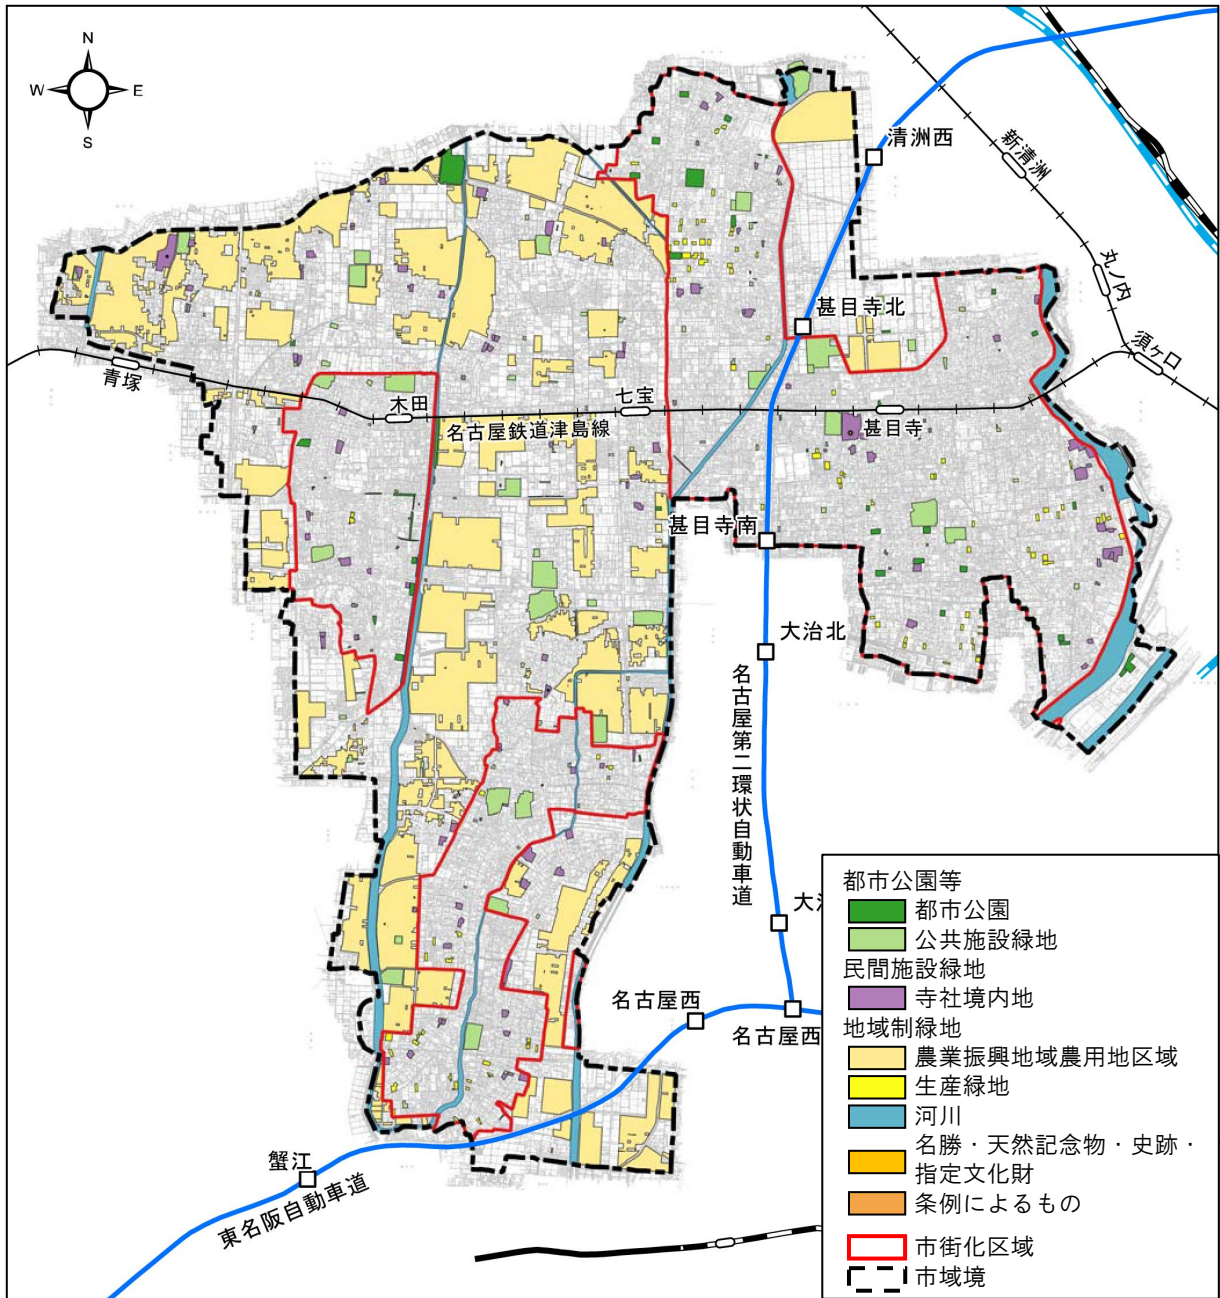 N
W
E
S
清洲西
新清洲
丸ノ内
須ヶ口
甚目寺北
青塚
木田
七宝
名古屋鉄道津島線
甚目寺
甚目寺南
大治北
名古屋第二環状自動車道
大
名古屋西
名古屋西
蟹江
東名阪自動車道
都市公園等
都市公園
公共施設緑地
民間施設緑地
寺社境内地
地域制緑地
農業振興地域農用地区域
生産緑地
河川
名勝・天然記念物・史跡・
指定文化財
条例によるもの
市街化区域
市域境